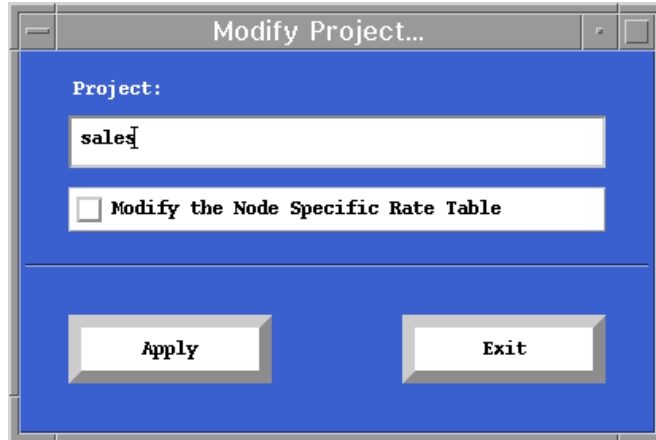 Modify Project...
Project:
sales
Modify the Node Specific Rate Table
Apply
Exit